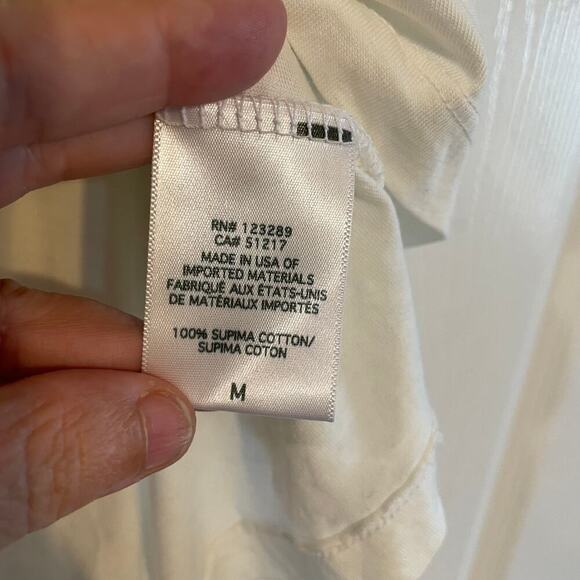 RN# 123289
CA# 51217
MADE IN USA OF
IMPORTED MATERIALS
FABRIQUÉ AUX ÉTATS-UNIS
DE MATÉRIAUX IMPORTÉS
100% SUPIMA COTTON/
SUPIMA COTON
M